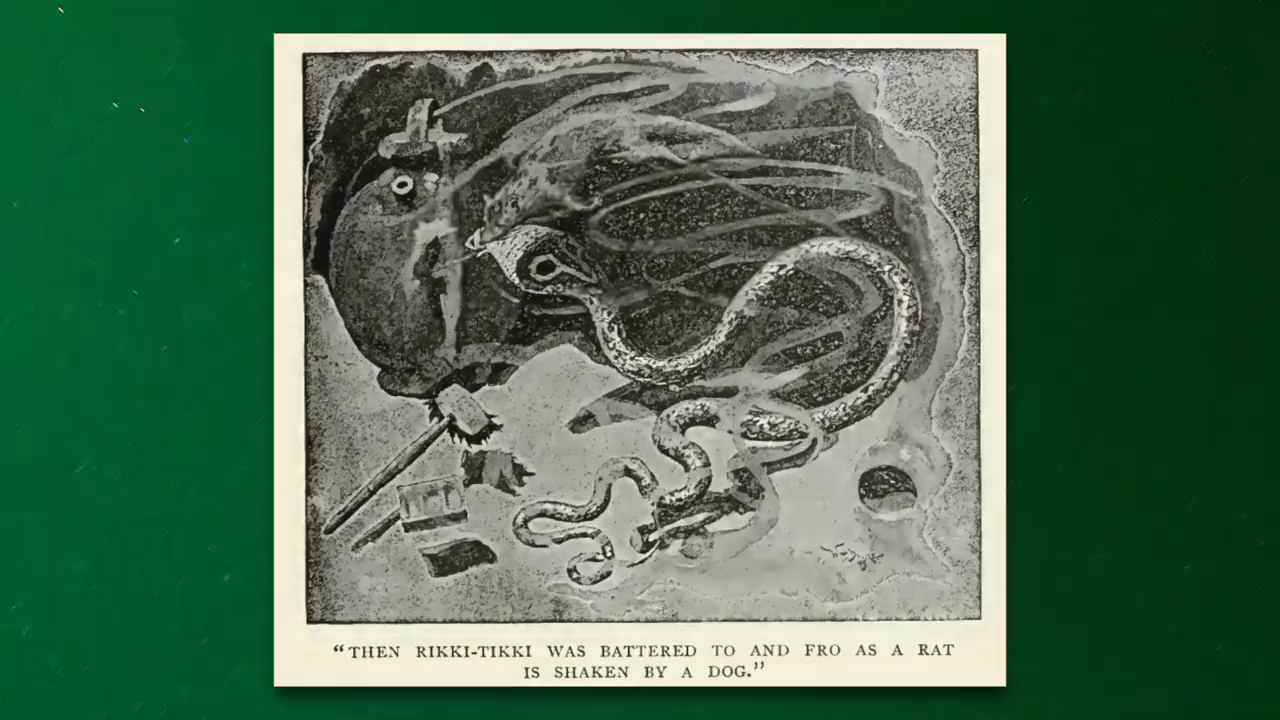 “THEN RIKKI-TIKKI WAS BATTERED TO AND FRO AS A RAT
IS SHAKEN BY A DOG.”